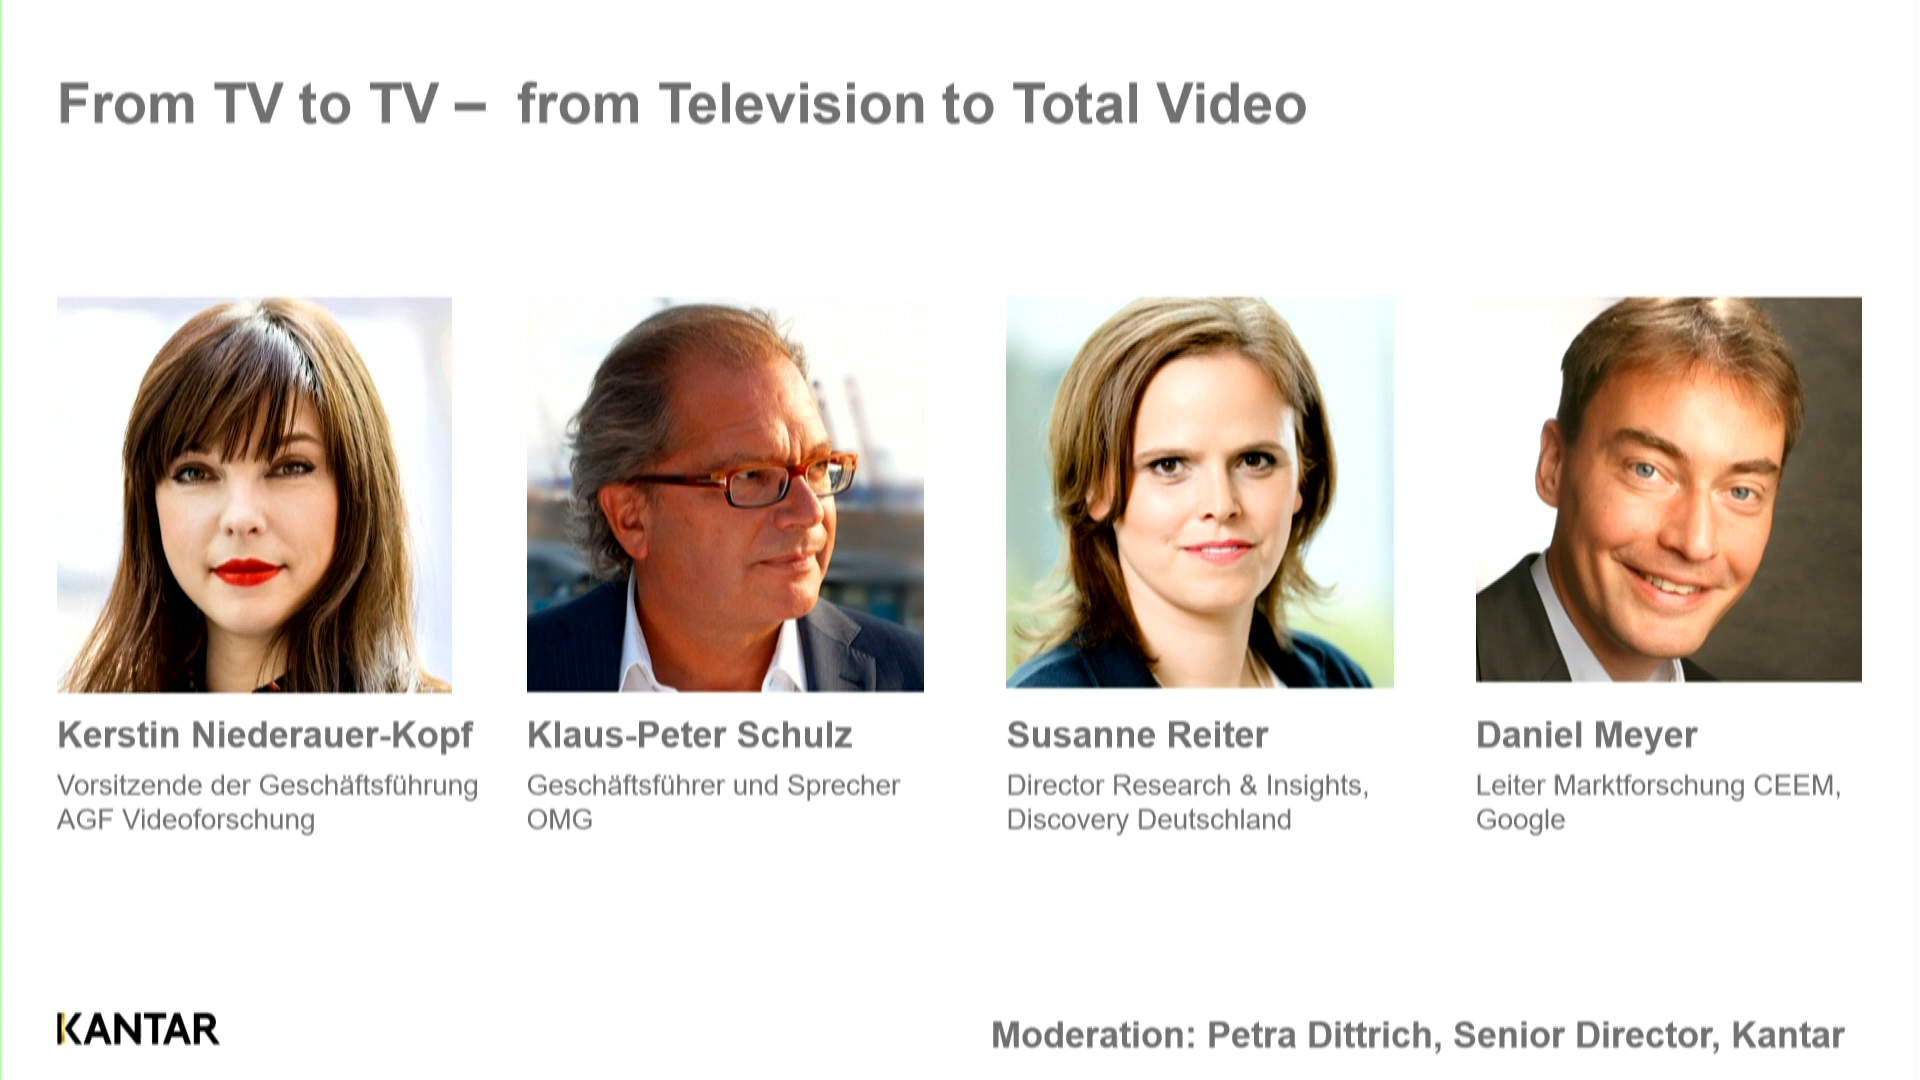 From TV to TV – from Television to Total Video
Kerstin Niederauer-Kopf
Vorsitzende der Geschäftsführung
AGF Videoforschung
Klaus-Peter Schulz
Geschäftsführer und Sprecher
OMG
Susanne Reiter
Director Research & Insights,
Discovery Deutschland
Daniel Meyer
Leiter Marktforschung CEEM,
Google
KANTAR
Moderation: Petra Dittrich, Senior Director, Kantar